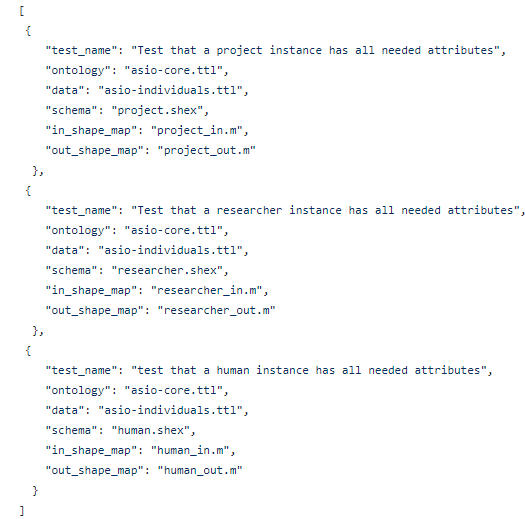 [
{
"test_name": "Test that a project instance has all needed attributes",
"ontology": "asio-core.ttl",
"data": "asio-individuals.ttl",
"schema": "project.shex",
"in_shape_map": "project_in.m",
"out_shape_map": "project_out.m"
},
{
"test_name": "Test that a researcher instance has all needed attributes",
"ontology": "asio-core.ttl",
"data": "asio-individuals.ttl",
"schema": "researcher.shex",
"in_shape_map": "researcher_in.m",
"out_shape_map": "researcher_out.m"
},
{
"test_name": "test that a human instance has all needed attributes",
"ontology": "asio-core.ttl",
"data": "asio-individuals.ttl",
"schema": "human.shex",
"in_shape_map": "human_in.m",
"out_shape_map": "human_out.m"
}
]